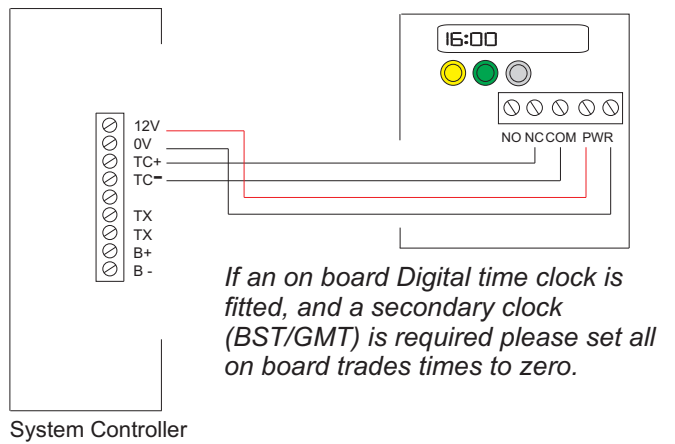 16:00
NO NC COM PWR
12V
0V
TC+
TC-
TX
TX
B+
B -
If an on board Digital time clock is
fitted, and a secondary clock
(BST/GMT) is required please set all
on board trades times to zero.
System Controller